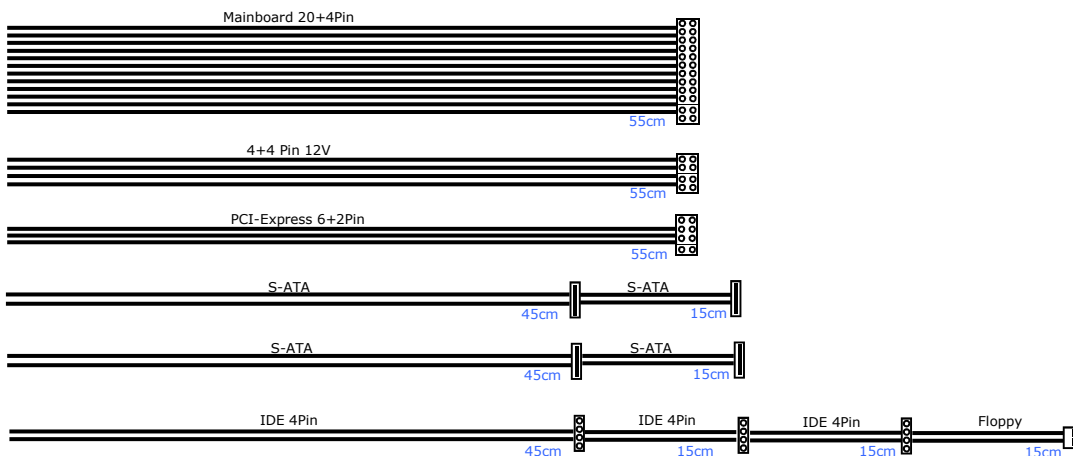 Mainboard 20+4Pin
55cm
4+4 Pin 12V
55cm
PCI-Express 6+2Pin
55cm
S-ATA S-ATA
45cm 15cm
S-ATA S-ATA
45cm 15cm
IDE 4Pin IDE 4Pin IDE 4Pin Floppy
45cm 15cm 15cm 15cm